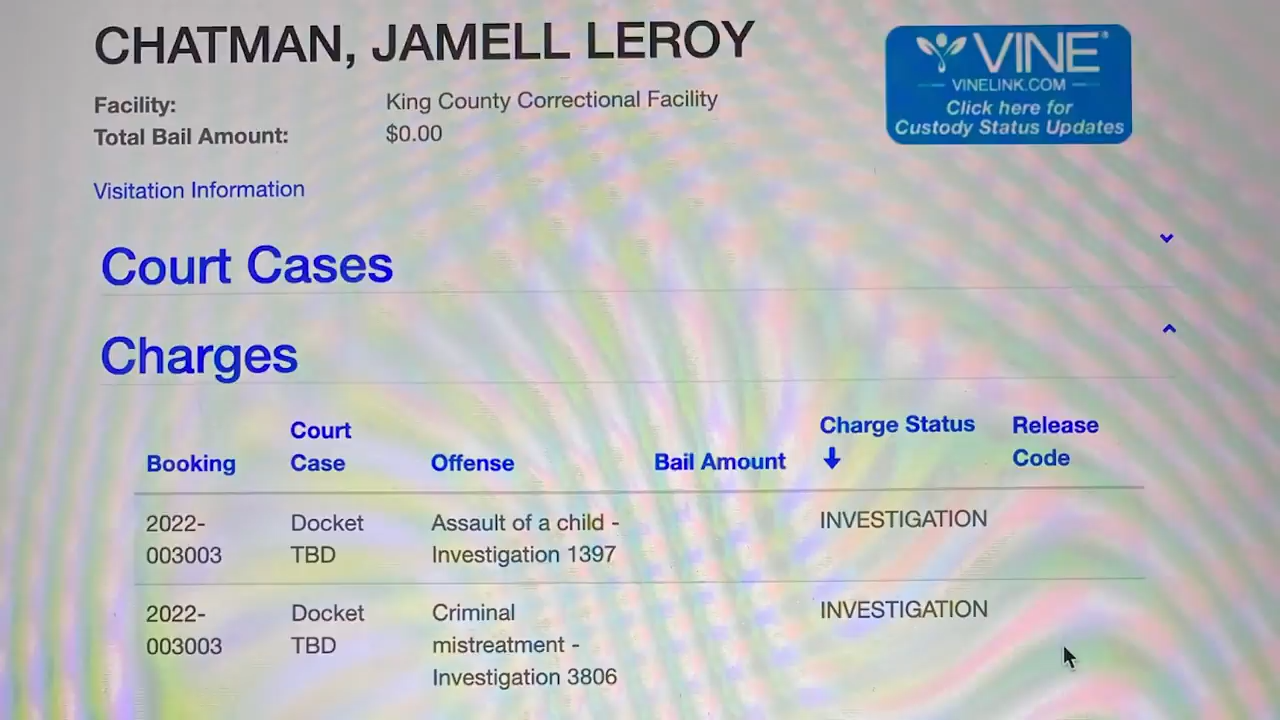 CHATMAN, JAMELL LEROY
VINE®
VINELINK.COM
Click here for
Custody Status Updates
Facility: King County Correctional Facility
Total Bail Amount: $0.00
Visitation Information
Court Cases
Charges
Booking Court Case Offense Bail Amount Charge Status Release Code
2022- Docket Assault of a child - INVESTIGATION
003003 TBD Investigation 1397
2022- Docket Criminal INVESTIGATION
003003 TBD mistreatment -
Investigation 3806